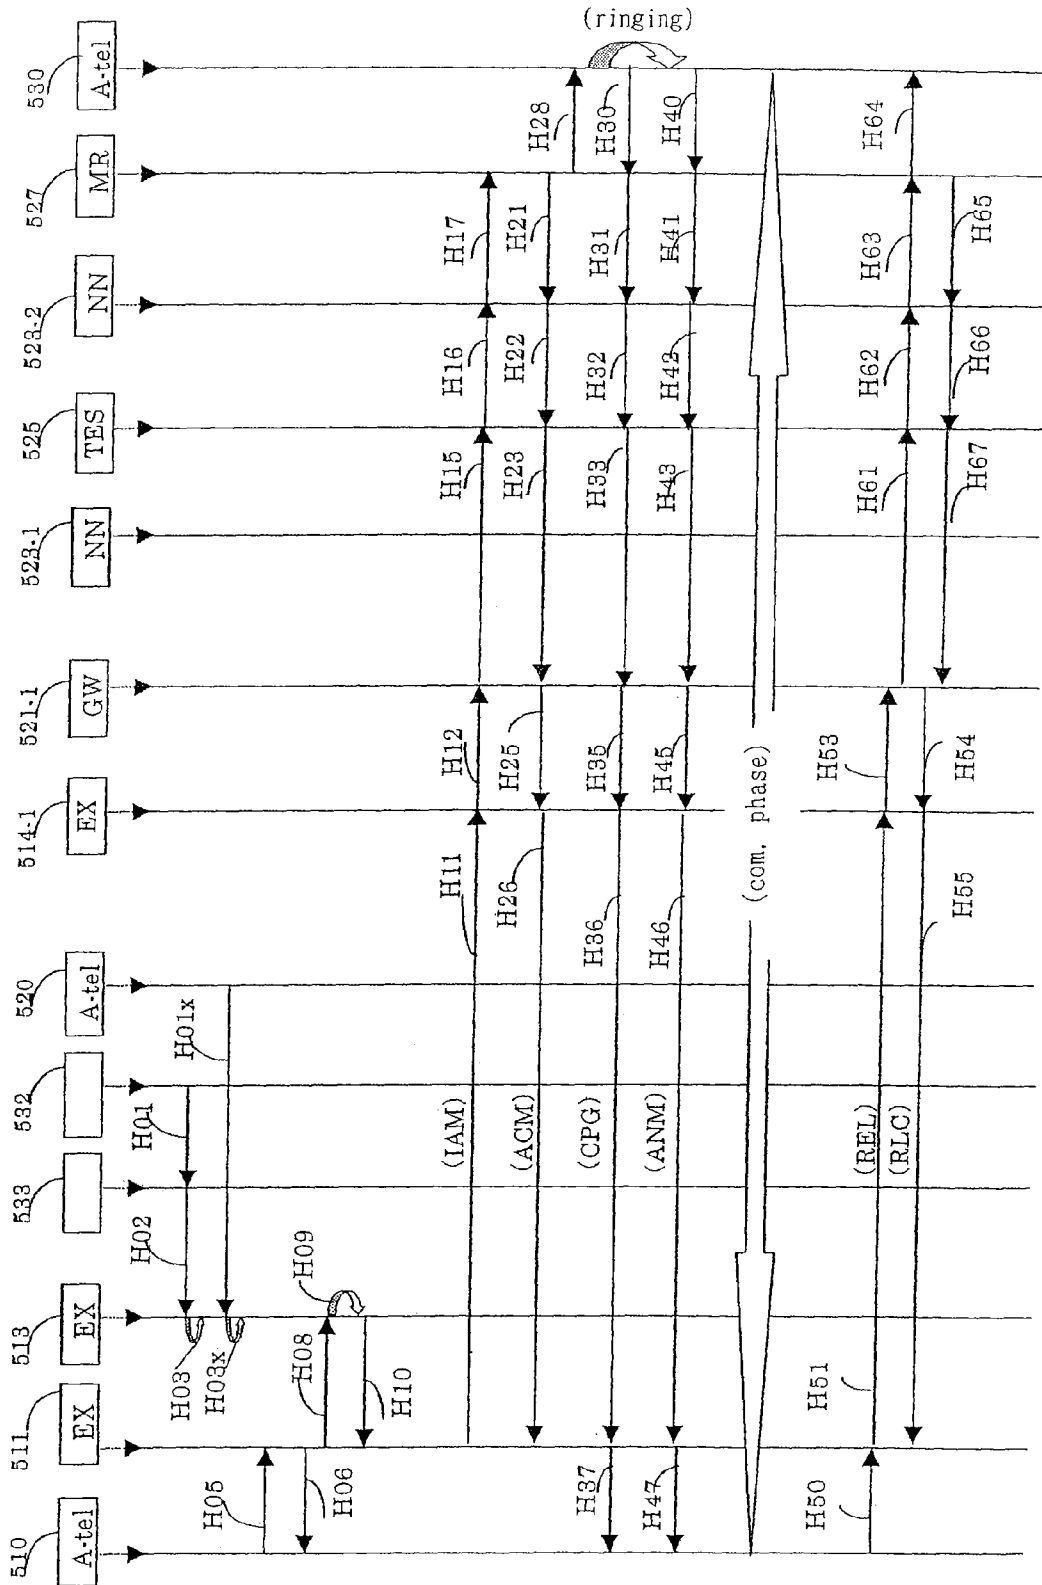 510
A-tel
511
EX
513
EX
533
532
520
A-tel
514-1
EX
521-1
GW
523-1
NN
525
TES
523-2
NN
527
MR
530
A-tel
H01
H02
H03
H01x
H03x
H05
H06
H08
H09
H10
(IAM)
H11
H12
H15
H16
H17
(ACM)
H26
H25
H23
H22
H21
H28
(ringing)
(CPG)
H37
H36
H35
H33
H32
H31
H30
(ANM)
H47
H46
H45
H43
H42
H41
H40
(com. phase)
(REL)
H50
H51
H53
H61
H62
H63
H64
(RLC)
H55
H54
H67
H66
H65